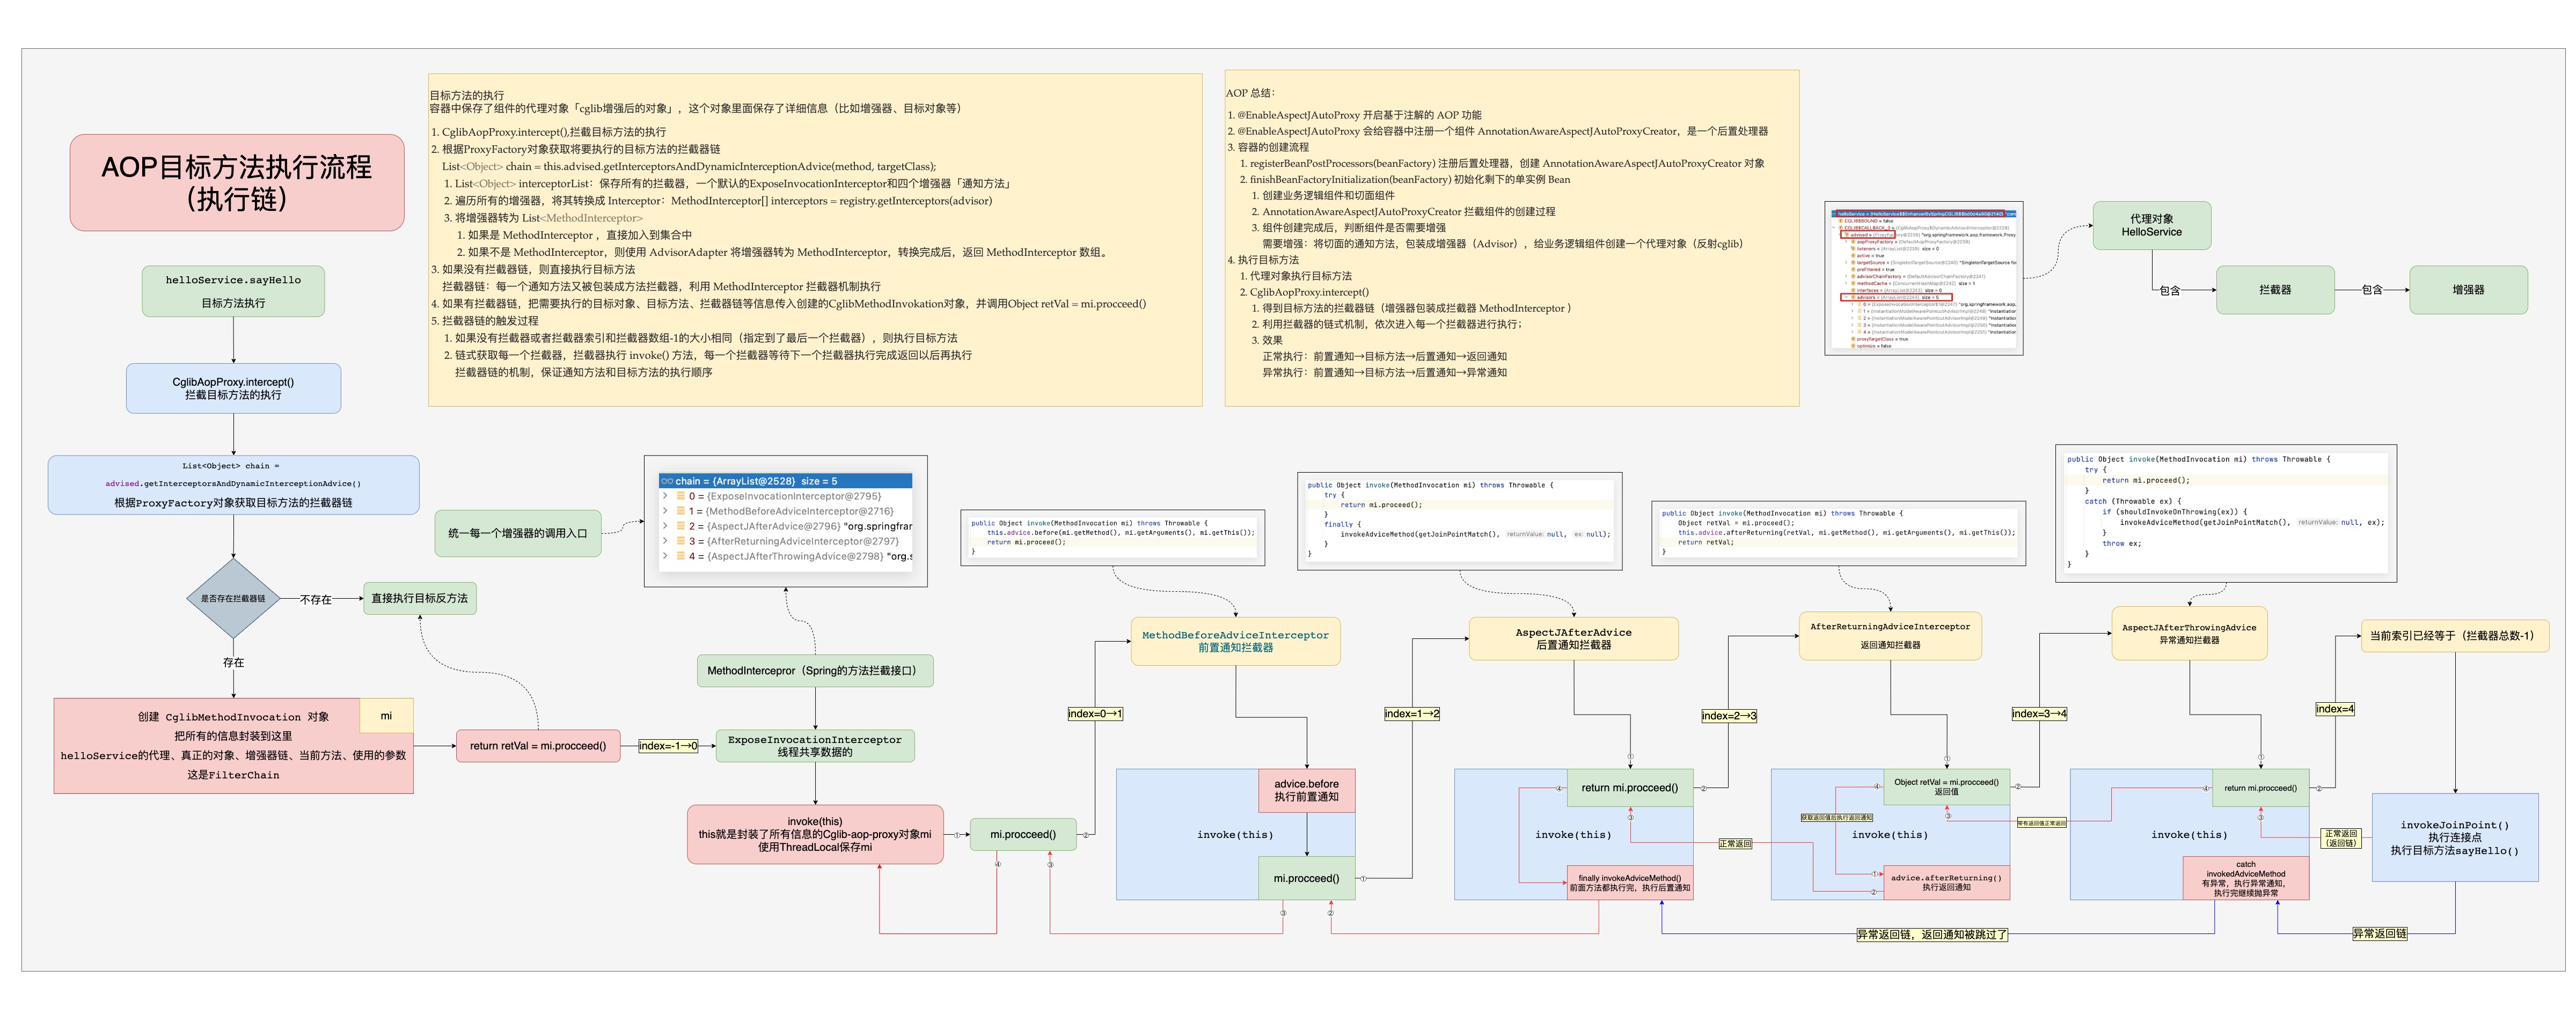 AOP目标方法执行流程
（执行链）
目标方法的执行
容器中保存了组件的代理对象「cglib增强后的对象」，这个对象里面保存了详细信息（比如增强器、目标对象等）
1. CglibAopProxy.intercept(),拦截目标方法的执行
2. 根据ProxyFactory对象获取将要执行的目标方法的拦截器链
List<Object> chain = this.advised.getInterceptorsAndDynamicInterceptionAdvice(method, targetClass);
1. List<Object> interceptorList：保存所有的拦截器，一个默认的ExposeInvocationInterceptor和四个增强器「通知方法」
2. 遍历所有的增强器，将其转换成 Interceptor：MethodInterceptor[] interceptors = registry.getInterceptors(advisor)
3. 将增强器转为 List<MethodInterceptor>
1. 如果是 MethodInterceptor ，直接加入到集合中
2. 如果不是 MethodInterceptor，则使用 AdvisorAdapter 将增强器转为 MethodInterceptor，转换完成后，返回 MethodInterceptor 数组。
3. 如果没有拦截器链，则直接执行目标方法
拦截器链：每一个通知方法又被包装成方法拦截器，利用 MethodInterceptor 拦截器机制执行
4. 如果有拦截器链，把需要执行的目标对象、目标方法、拦截器链等信息传入创建的CglibMethodInvokation对象，并调用Object retVal = mi.procceed()
5. 拦截器链的触发过程
1. 如果没有拦截器或者拦截器索引和拦截器数组-1的大小相同（指定到了最后一个拦截器），则执行目标方法
2. 链式获取每一个拦截器，拦截器执行 invoke() 方法，每一个拦截器等待下一个拦截器执行完成返回以后再执行
拦截器链的机制，保证通知方法和目标方法的执行顺序
AOP 总结：
1. @EnableAspectJAutoProxy 开启基于注解的 AOP 功能
2. @EnableAspectJAutoProxy 会给容器中注册一个组件 AnnotationAwareAspectJAutoProxyCreator，是一个后置处理器
3. 容器的创建流程
1. registerBeanPostProcessors(beanFactory) 注册后置处理器，创建 AnnotationAwareAspectJAutoProxyCreator 对象
2. finishBeanFactoryInitialization(beanFactory) 初始化剩下的单实例 Bean
1. 创建业务逻辑组件和切面组件
2. AnnotationAwareAspectJAutoProxyCreator 拦截组件的创建过程
3. 组件创建完成后，判断组件是否需要增强
需要增强：将切面的通知方法，包装成增强器（Advisor），给业务逻辑组件创建一个代理对象（反射cglib）
4. 执行目标方法
1. 代理对象执行目标方法
2. CglibAopProxy.intercept()
1. 得到目标方法的拦截器链（增强器包装成拦截器 MethodInterceptor ）
2. 利用拦截器的链式机制，依次进入每一个拦截器进行执行；
3. 效果
正常执行：前置通知→目标方法→后置通知→返回通知
异常执行：前置通知→目标方法→后置通知→异常通知
CGLIB$BOUND = false
listeners = size = 0
active = true
preFiltered = true
proxyTargetClass = true
optimize = false
代理对象
HelloService
包含
拦截器
包含
增强器
helloService.sayHello
目标方法执行
CglibAopProxy.intercept()
拦截目标方法的执行
List<Object> chain =
advised.getInterceptorsAndDynamicInterceptionAdvice()
根据ProxyFactory对象获取目标方法的拦截器链
是否存在拦截器链
不存在
直接执行目标反方法
存在
创建 CglibMethodInvocation 对象
把所有的信息封装到这里
helloService的代理、真正的对象、增强器链、当前方法、使用的参数
这是FilterChain
mi
return retVal = mi.procceed()
index=-1→0
统一每一个增强器的调用入口
chain = {ArrayList@2528} size = 5
0 = {ExposeInvocationInterceptor@2795}
1 = {MethodBeforeAdviceInterceptor@2716}
2 = {AspectJAfterAdvice@2796} "org.springfrar
3 = {AfterReturningAdviceInterceptor@2797}
4 = {AspectJAfterThrowingAdvice@2798} "org.s
MethodIntercepror（Spring的方法拦截接口）
ExposeInvocationInterceptor
线程共享数据的
invoke(this)
this就是封装了所有信息的Cglib-aop-proxy对象mi
使用ThreadLocal保存mi
①
mi.procceed()
②
④
③
index=0→1
public Object invoke(MethodInvocation mi) throws Throwable {
this.advice.before(mi.getMethod(), mi.getArguments(), mi.getThis());
return mi.proceed();
}
MethodBeforeAdviceInterceptor
前置通知拦截器
advice.before
执行前置通知
invoke(this)
mi.procceed()
①
③
②
index=1→2
public Object invoke(MethodInvocation mi) throws Throwable {
try {
return mi.proceed();
}
finally {
invokeAdviceMethod(getJoinPointMatch(), returnValue: null, ex: null);
}
}
AspectJAfterAdvice
后置通知拦截器
①
return mi.procceed()
④
②
③
invoke(this)
finally invokeAdviceMethod()
前面方法都执行完，执行后置通知
正常返回
index=2→3
public Object invoke(MethodInvocation mi) throws Throwable {
Object retVal = mi.proceed();
this.advice.afterReturning(retVal, mi.getMethod(), mi.getArguments(), mi.getThis());
return retVal;
}
AfterReturningAdviceInterceptor
返回通知拦截器
①
Object retVal = mi.procceed()
返回值
④
②
③
获取返回值后执行返回通知
invoke(this)
①
②
advice.afterReturning()
执行返回通知
带有返回值正常返回
index=3→4
public Object invoke(MethodInvocation mi) throws Throwable {
try {
return mi.proceed();
}
catch (Throwable ex) {
if (shouldInvokeOnThrowing(ex)) {
invokeAdviceMethod(getJoinPointMatch(), returnValue: null, ex);
}
throw ex;
}
}
AspectJAfterThrowingAdvice
异常通知拦截器
①
return mi.procceed()
④
②
③
invoke(this)
catch
invokedAdviceMethod
有异常，执行异常通知，
执行完继续抛异常
index=4
当前索引已经等于（拦截器总数-1）
正常返回
（返回链）
invokeJoinPoint()
执行连接点
执行目标方法sayHello()
异常返回链，返回通知被跳过了
异常返回链